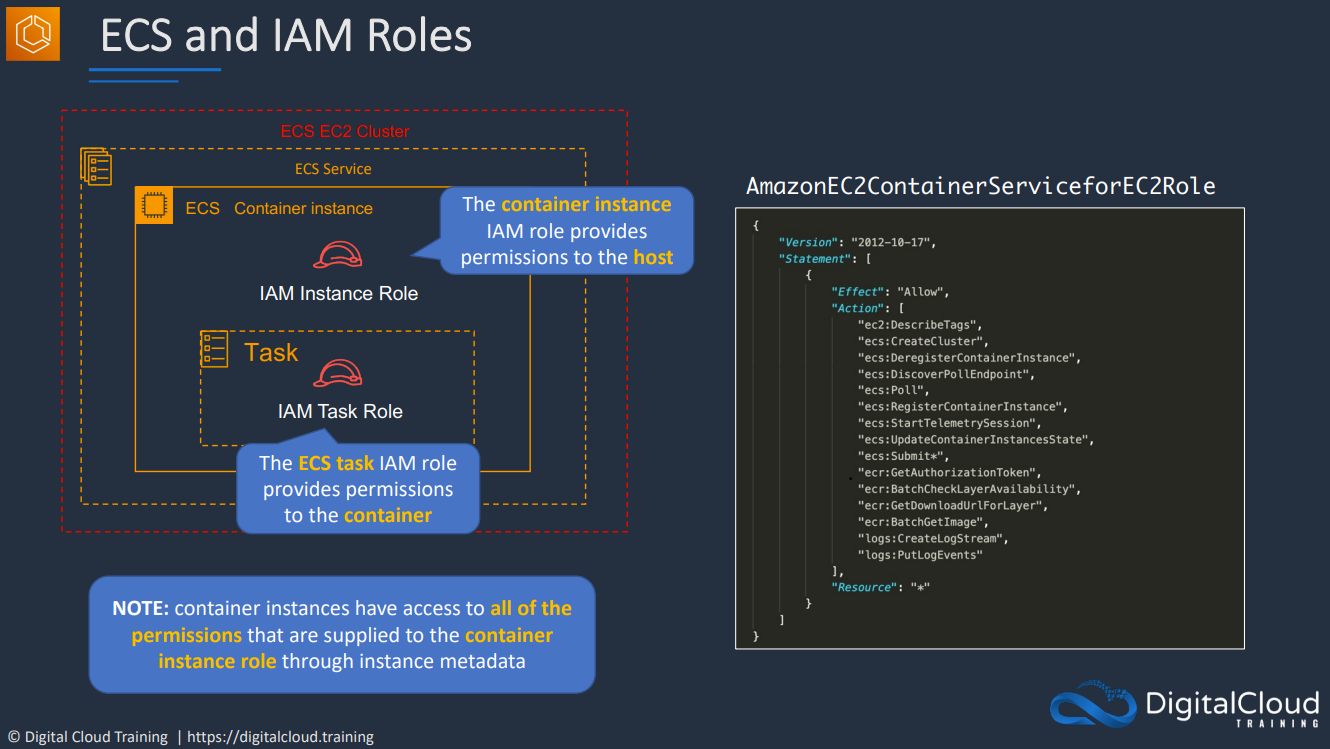 ECS and IAM Roles
ECS EC2 Cluster
ECS Service
ECS Container instance
The container instance
IAM role provides
permissions to the host
IAM Instance Role
Task
IAM Task Role
The ECS task IAM role
provides permissions
to the container
NOTE: container instances have access to all of the
permissions that are supplied to the container
instance role through instance metadata
AmazonEC2ContainerServiceforEC2Role
{
"Version": "2012-10-17",
"Statement": [
{
"Effect": "Allow",
"Action": [
"ec2:DescribeTags",
"ecs:CreateCluster",
"ecs:DeregisterContainerInstance",
"ecs:DiscoverPollEndpoint",
"ecs:Poll",
"ecs:RegisterContainerInstance",
"ecs:StartTelemetrySession",
"ecs:UpdateContainerInstancesState",
"ecs:Submit*",
"ecr:GetAuthorizationToken",
"ecr:BatchCheckLayerAvailability",
"ecr:GetDownloadUrlForLayer",
"ecr:BatchGetImage",
"logs:CreateLogStream",
"logs:PutLogEvents"
],
"Resource": "*"
}
]
}
DigitalCloud
TRAINING
© Digital Cloud Training | https://digitalcloud.training